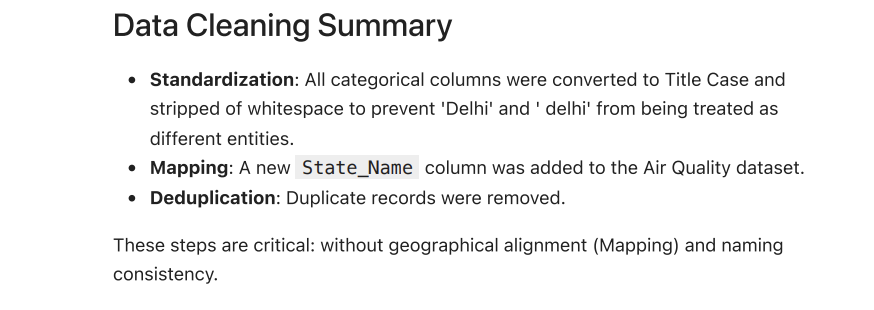 Data Cleaning Summary
• Standardization: All categorical columns were converted to Title Case and
stripped of whitespace to prevent 'Delhi' and ' delhi' from being treated as
different entities.
• Mapping: A new State_Name column was added to the Air Quality dataset.
• Deduplication: Duplicate records were removed.
These steps are critical: without geographical alignment (Mapping) and naming
consistency.